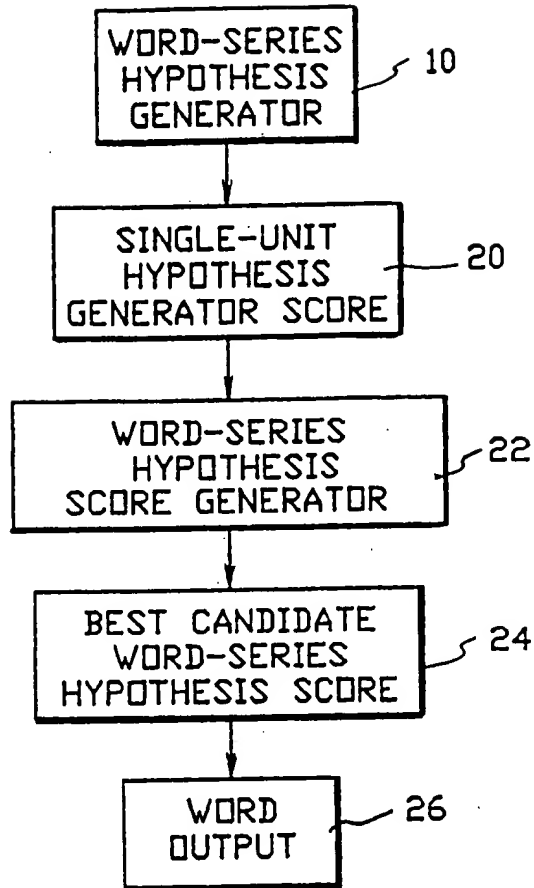 WORD-SERIES
HYPOTHESIS
GENERATOR
10
SINGLE-UNIT
HYPOTHESIS
GENERATOR SCORE
20
WORD-SERIES
HYPOTHESIS
SCORE GENERATOR
22
BEST CANDIDATE
WORD-SERIES
HYPOTHESIS SCORE
24
WORD
OUTPUT
26